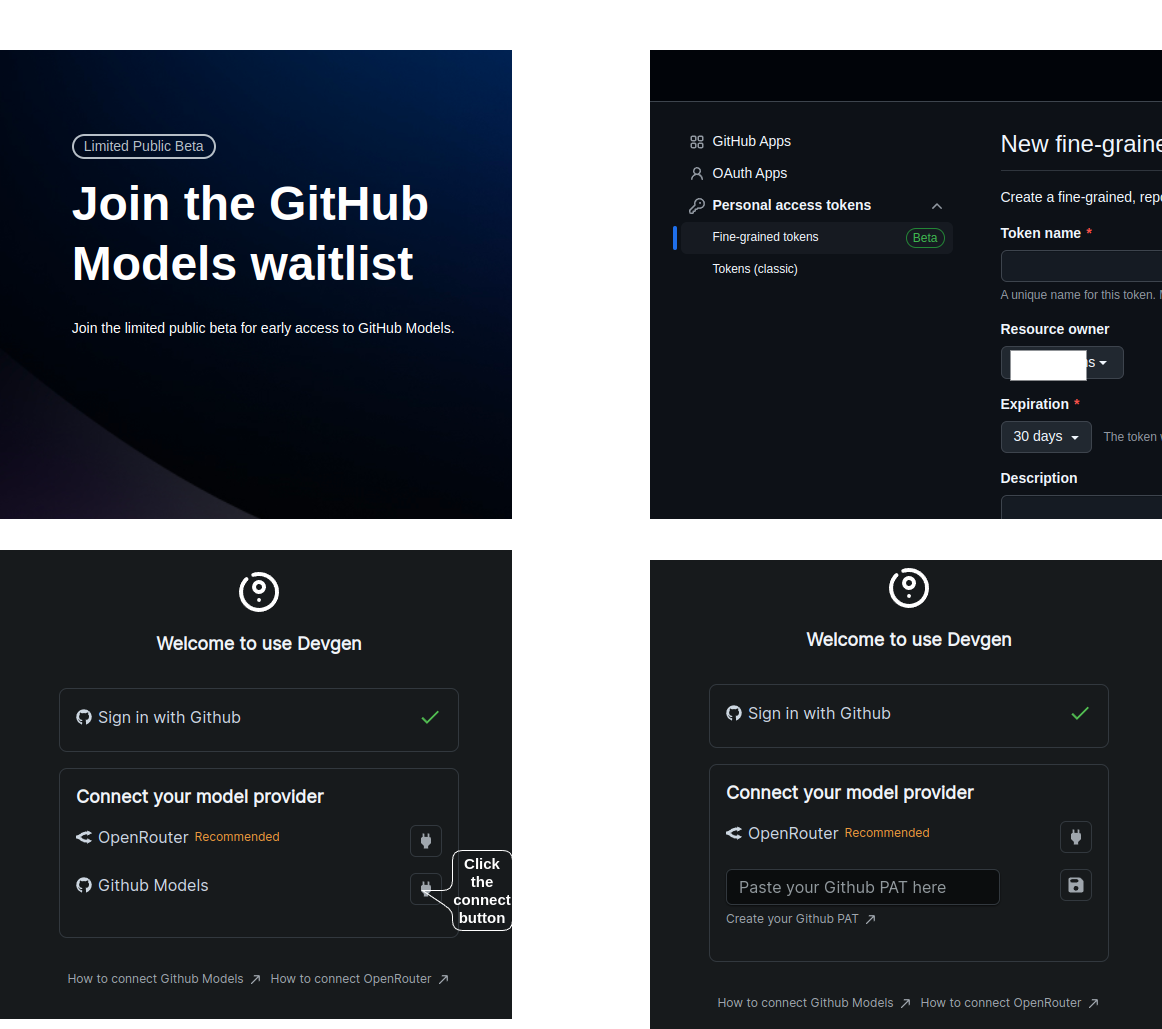 Limited Public Beta
Join the GitHub
Models waitlist
Join the limited public beta for early access to GitHub Models.
GitHub Apps
OAuth Apps
Personal access tokens
Fine-grained tokens
Beta
Tokens (classic)
New fine-graine
Create a fine-grained, repo
Token name *
A unique name for this token.
Resource owner
s
Expiration *
30 days
The token
Description
Welcome to use Devgen
Sign in with Github
Connect your model provider
OpenRouter Recommended
Github Models
Click
the
connect
button
How to connect Github Models
How to connect OpenRouter
Welcome to use Devgen
Sign in with Github
Connect your model provider
OpenRouter Recommended
Paste your Github PAT here
Create your Github PAT
How to connect Github Models
How to connect OpenRouter